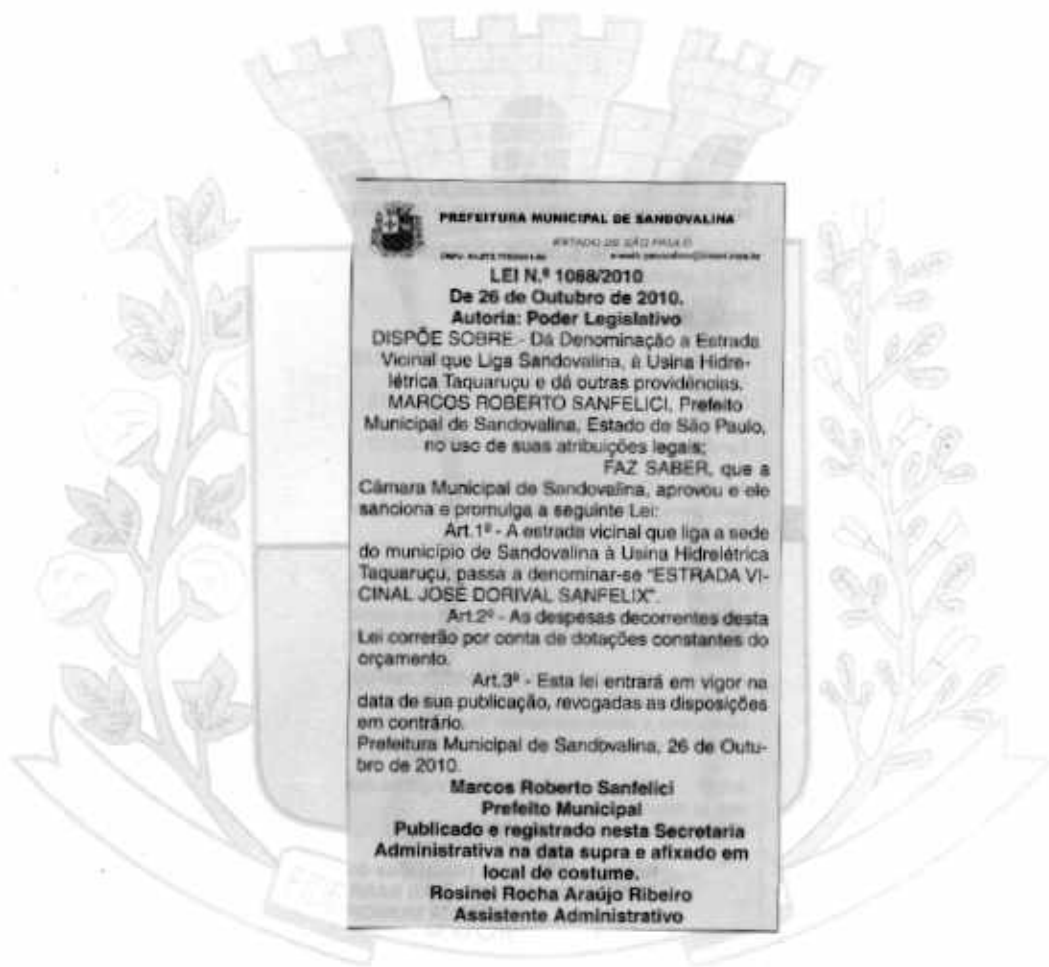 PREFEITURA MUNICIPAL DE SANDOVALINA
ESTADO DE SÃO PAULO
LEI N.º 1088/2010
De 26 de Outubro de 2010.
Autoria: Poder Legislativo
DISPÕE SOBRE - Dá Denominação a Estrada
Vicinal que Liga Sandovalina, à Usina Hidre-
létrica Taquaruçu e dá outras providências.
MARCOS ROBERTO SANFELICI, Prefeito
Municipal de Sandovalina, Estado de São Paulo,
no uso de suas atribuições legais;
FAZ SABER, que a
Câmara Municipal de Sandovalina, aprovou e ele
sanciona e promulga a seguinte Lei:
Art.1º - A estrada vicinal que liga a sede
do município de Sandovalina à Usina Hidrelétrica
Taquaruçu, passa a denominar-se "ESTRADA VI-
CINAL JOSÉ DORIVAL SANFELIX".
Art.2º - As despesas decorrentes desta
Lei correrão por conta de dotações constantes do
orçamento.
Art.3º - Esta lei entrará em vigor na
data de sua publicação, revogadas as disposições
em contrário.
Prefeitura Municipal de Sandovalina, 26 de Outu-
bro de 2010.
Marcos Roberto Sanfelici
Prefeito Municipal
Publicado e registrado nesta Secretaria
Administrativa na data supra e afixado em
local de costume.
Rosinei Rocha Araújo Ribeiro
Assistente Administrativo